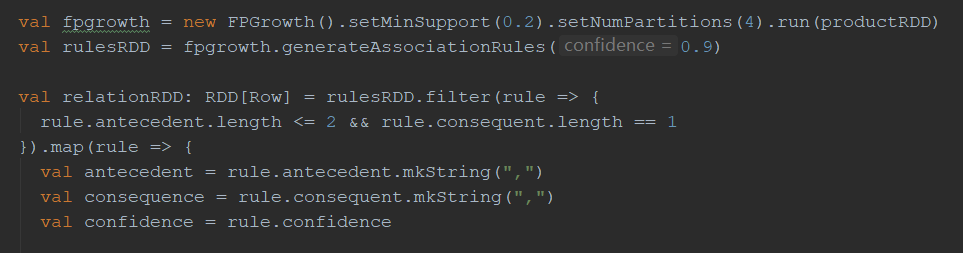 val fpgrowth = new FPGrowth().setMinSupport(0.2).setNumPartitions(4).run(productRDD)
val rulesRDD = fpgrowth.generateAssociationRules( confidence = 0.9)
val relationRDD: RDD[Row] = rulesRDD.filter(rule => {
rule.antecedent.length <= 2 && rule.consequent.length == 1
}).map(rule => {
val antecedent = rule.antecedent.mkString(",")
val consequence = rule.consequent.mkString(",")
val confidence = rule.confidence